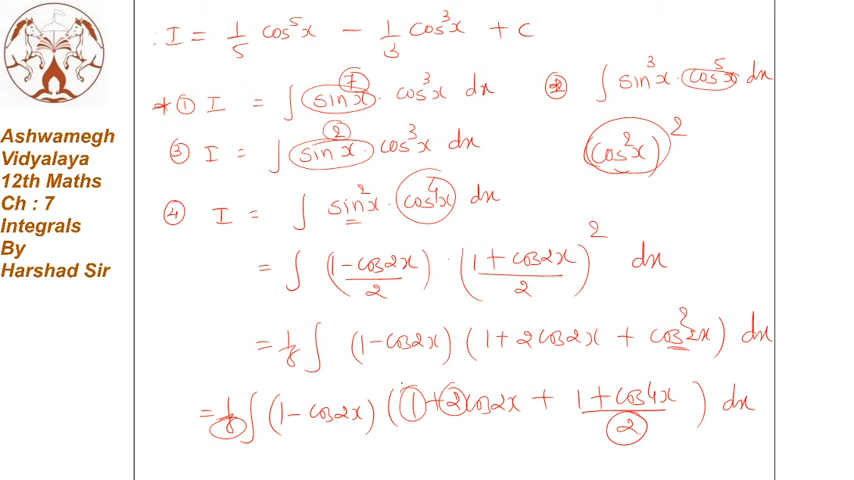 ∴ I = 1/5 cos⁵x − 1/3 cos³x + c
* ① I = ∫ sin⁷x · cos³x dx
② ∫ sin³x · cos⁵x dx
③ I = ∫ sin²x · cos³x dx
(cos²x)²
④ I = ∫ sin²x · cos⁴x dx
= ∫ (1−cos2x / 2) · (1+cos2x / 2)² dx
= 1/8 ∫ (1−cos2x) (1+2cos2x + cos²2x) dx
= 1/8 ∫ (1−cos2x) (1+2cos2x + 1+cos4x / 2) dx
Ashwamegh
Vidyalaya
12th Maths
Ch : 7
Integrals
By
Harshad Sir